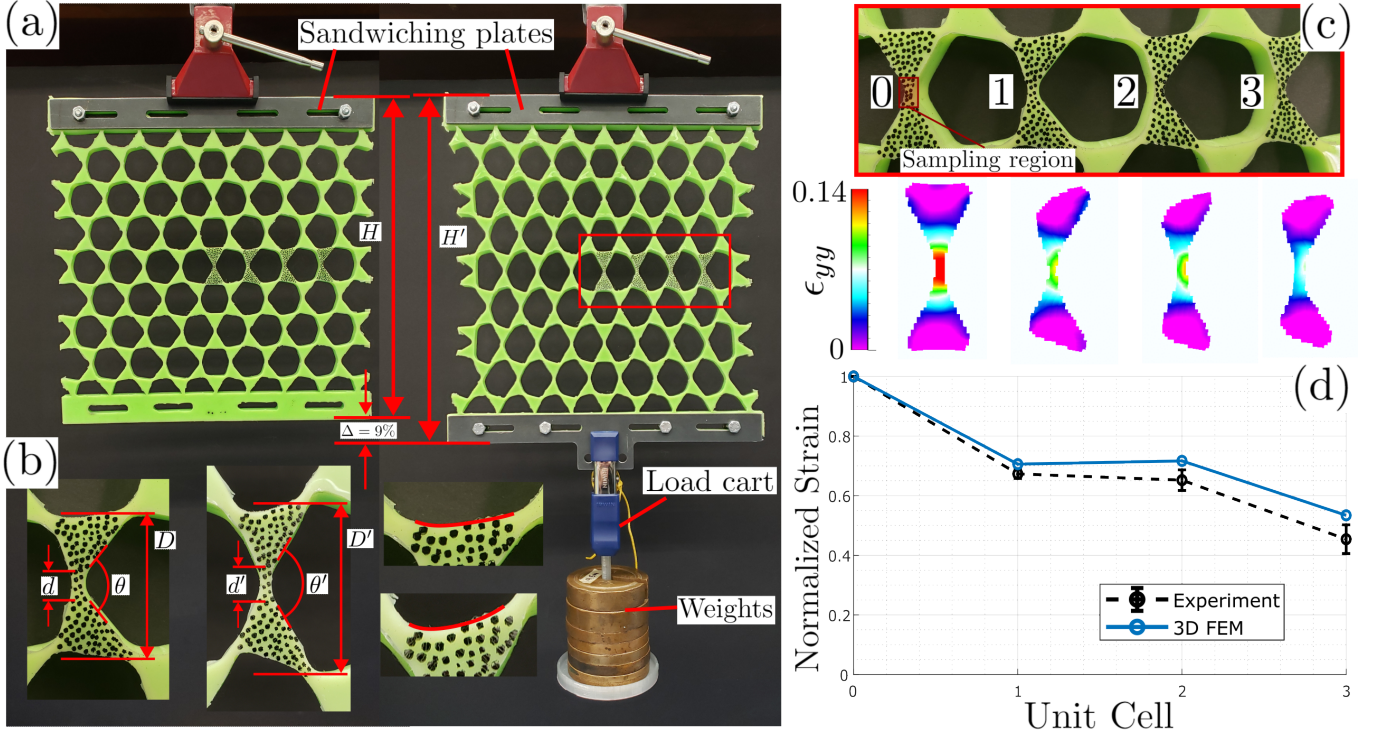 (a)
Sandwiching plates
H
H′
Δ = 9%
Load cart
Weights
(b)
d
θ
D
d′
θ′
D′
(c)
0
1
2
3
Sampling region
0.14
ϵyy
0
(d)
1
0.8
0.6
0.4
0.2
0
Normalized Strain
Experiment
3D FEM
0
1
2
3
Unit Cell